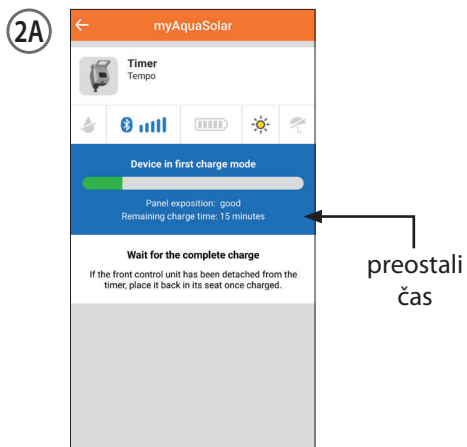 2A
myAquaSolar
Timer
Tempo
Device in first charge mode
Panel exposition: good
Remaining charge time: 15 minutes
Wait for the complete charge
If the front control unit has been detached from the
timer, place it back in its seat once charged.
preostali
čas